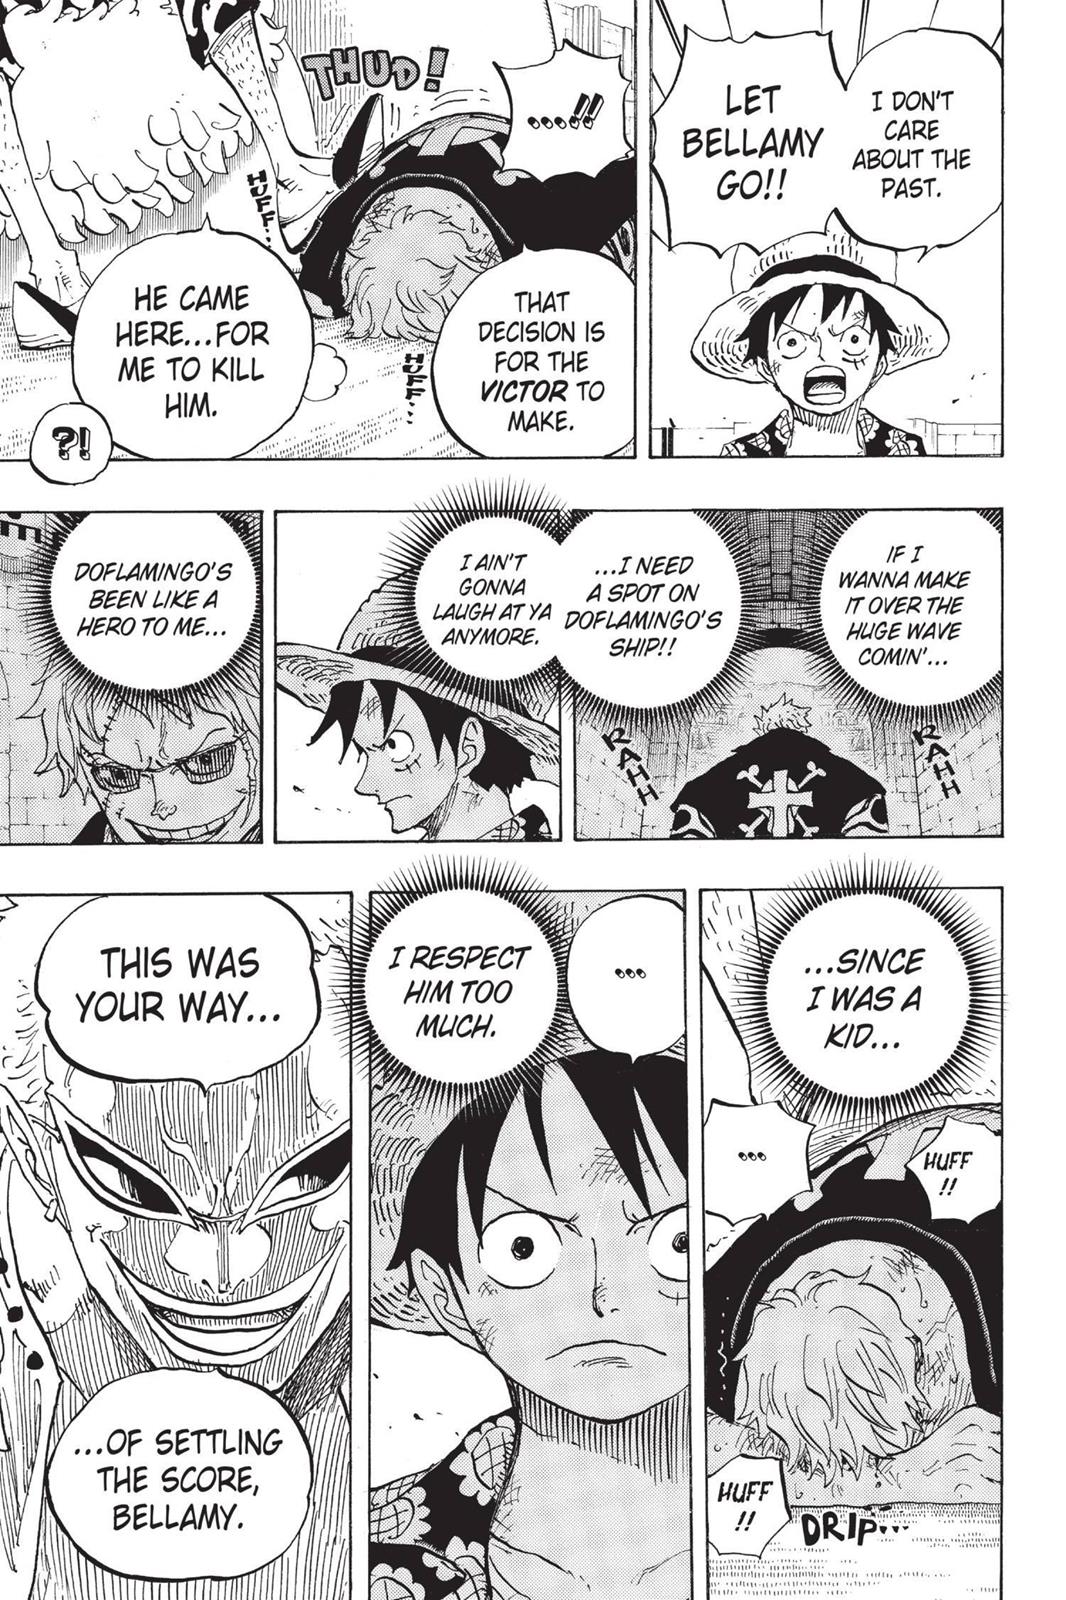 I DON'T
CARE
ABOUT THE
PAST.
LET
BELLAMY
GO!!
....!!
THUD!
HUFF...
THAT
DECISION IS
FOR THE
VICTOR TO
MAKE.
HUFF...
HE CAME
HERE...FOR
ME TO KILL
HIM.
?!
IF I
WANNA MAKE
IT OVER THE
HUGE WAVE
COMIN'...
...I NEED
A SPOT ON
DOFLAMINGO'S
SHIP!!
RAHH
RAHH
I AIN'T
GONNA
LAUGH AT YA
ANYMORE.
DOFLAMINGO'S
BEEN LIKE A
HERO TO ME...
...SINCE
I WAS A
KID...
HUFF
!!
...
HUFF
!!
DRIP...
...
I RESPECT
HIM TOO
MUCH.
THIS WAS
YOUR WAY...
...OF SETTLING
THE SCORE,
BELLAMY.